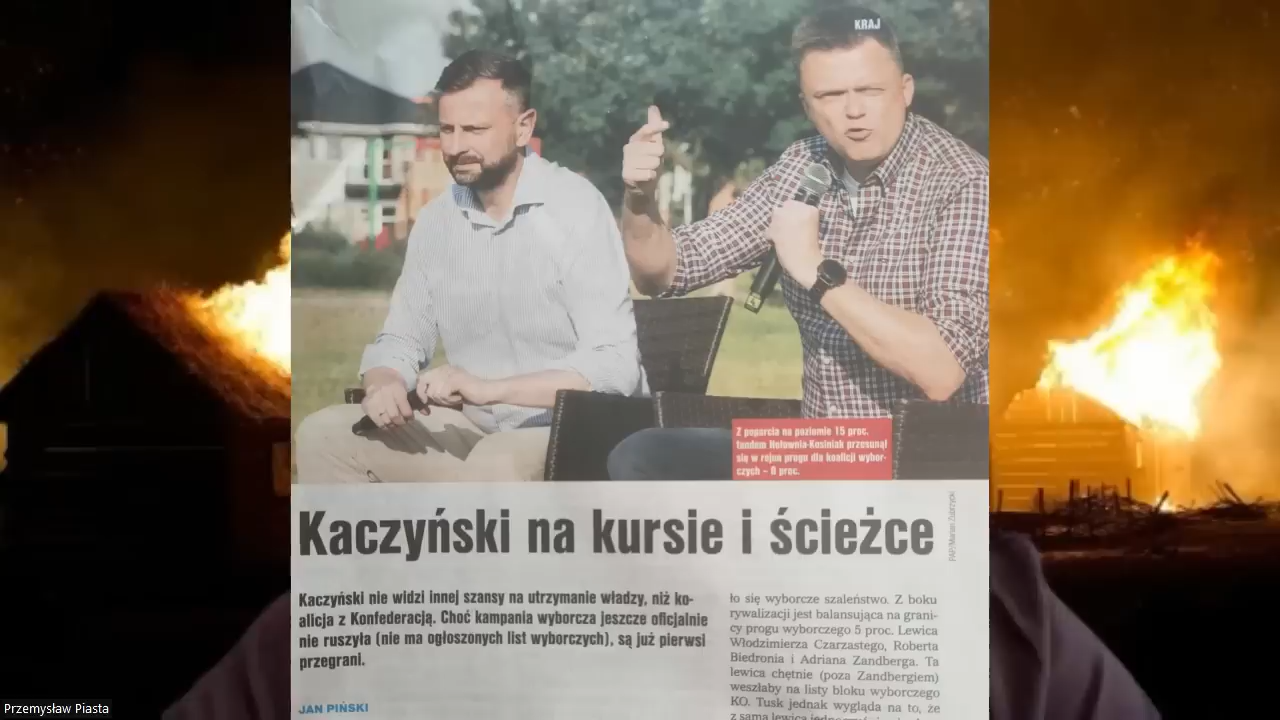 KRAJ
Z poparcia na poziomie 15 proc.
tandem Hołownia-Kosiniak przesunął
się w rejon progu dla koalicji wybor-
czych – 8 proc.
PAP/Marian Zubrzycki
Kaczyński na kursie i ścieżce
Kaczyński nie widzi innej szansy na utrzymanie władzy, niż ko-
alicja z Konfederacją. Choć kampania wyborcza jeszcze oficjalnie
nie ruszyła (nie ma ogłoszonych list wyborczych), są już pierwsi
przegrani.
JAN PIŃSKI
ło się wyborcze szaleństwo. Z boku
rywalizacji jest balansująca na grani-
cy progu wyborczego 5 proc. Lewica
Włodzimierza Czarzastego, Roberta
Biedronia i Adriana Zandberga. Ta
lewica chętnie (poza Zandbergiem)
weszłaby na listy bloku wyborczego
KO. Tusk jednak wygląda na to, że
z samą lewicą
Przemysław Piasta